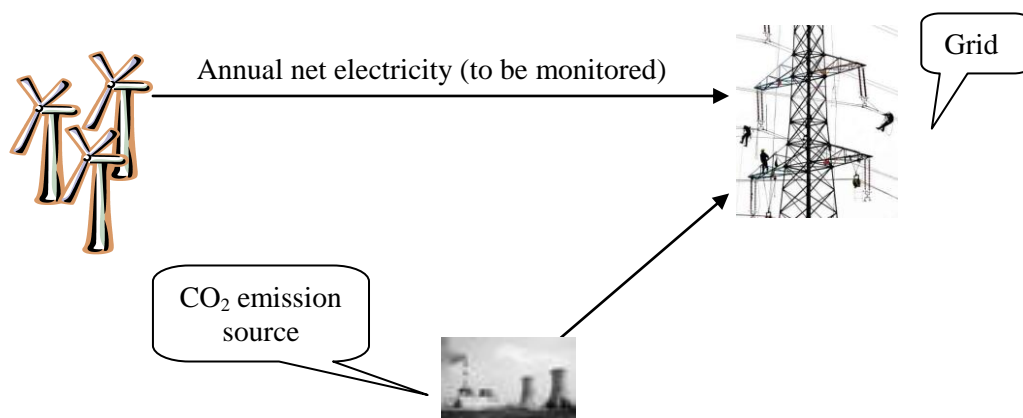 Grid
Annual net electricity (to be monitored)
CO₂ emission
source